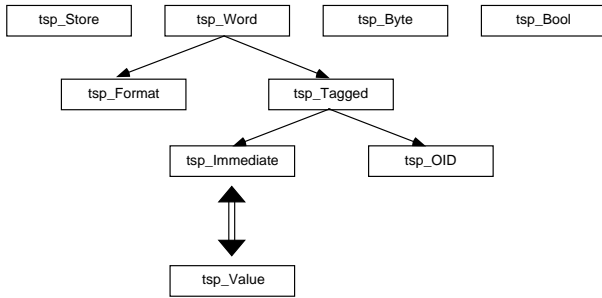 tsp_Store
tsp_Word
tsp_Byte
tsp_Bool
tsp_Format
tsp_Tagged
tsp_Immediate
tsp_OID
tsp_Value